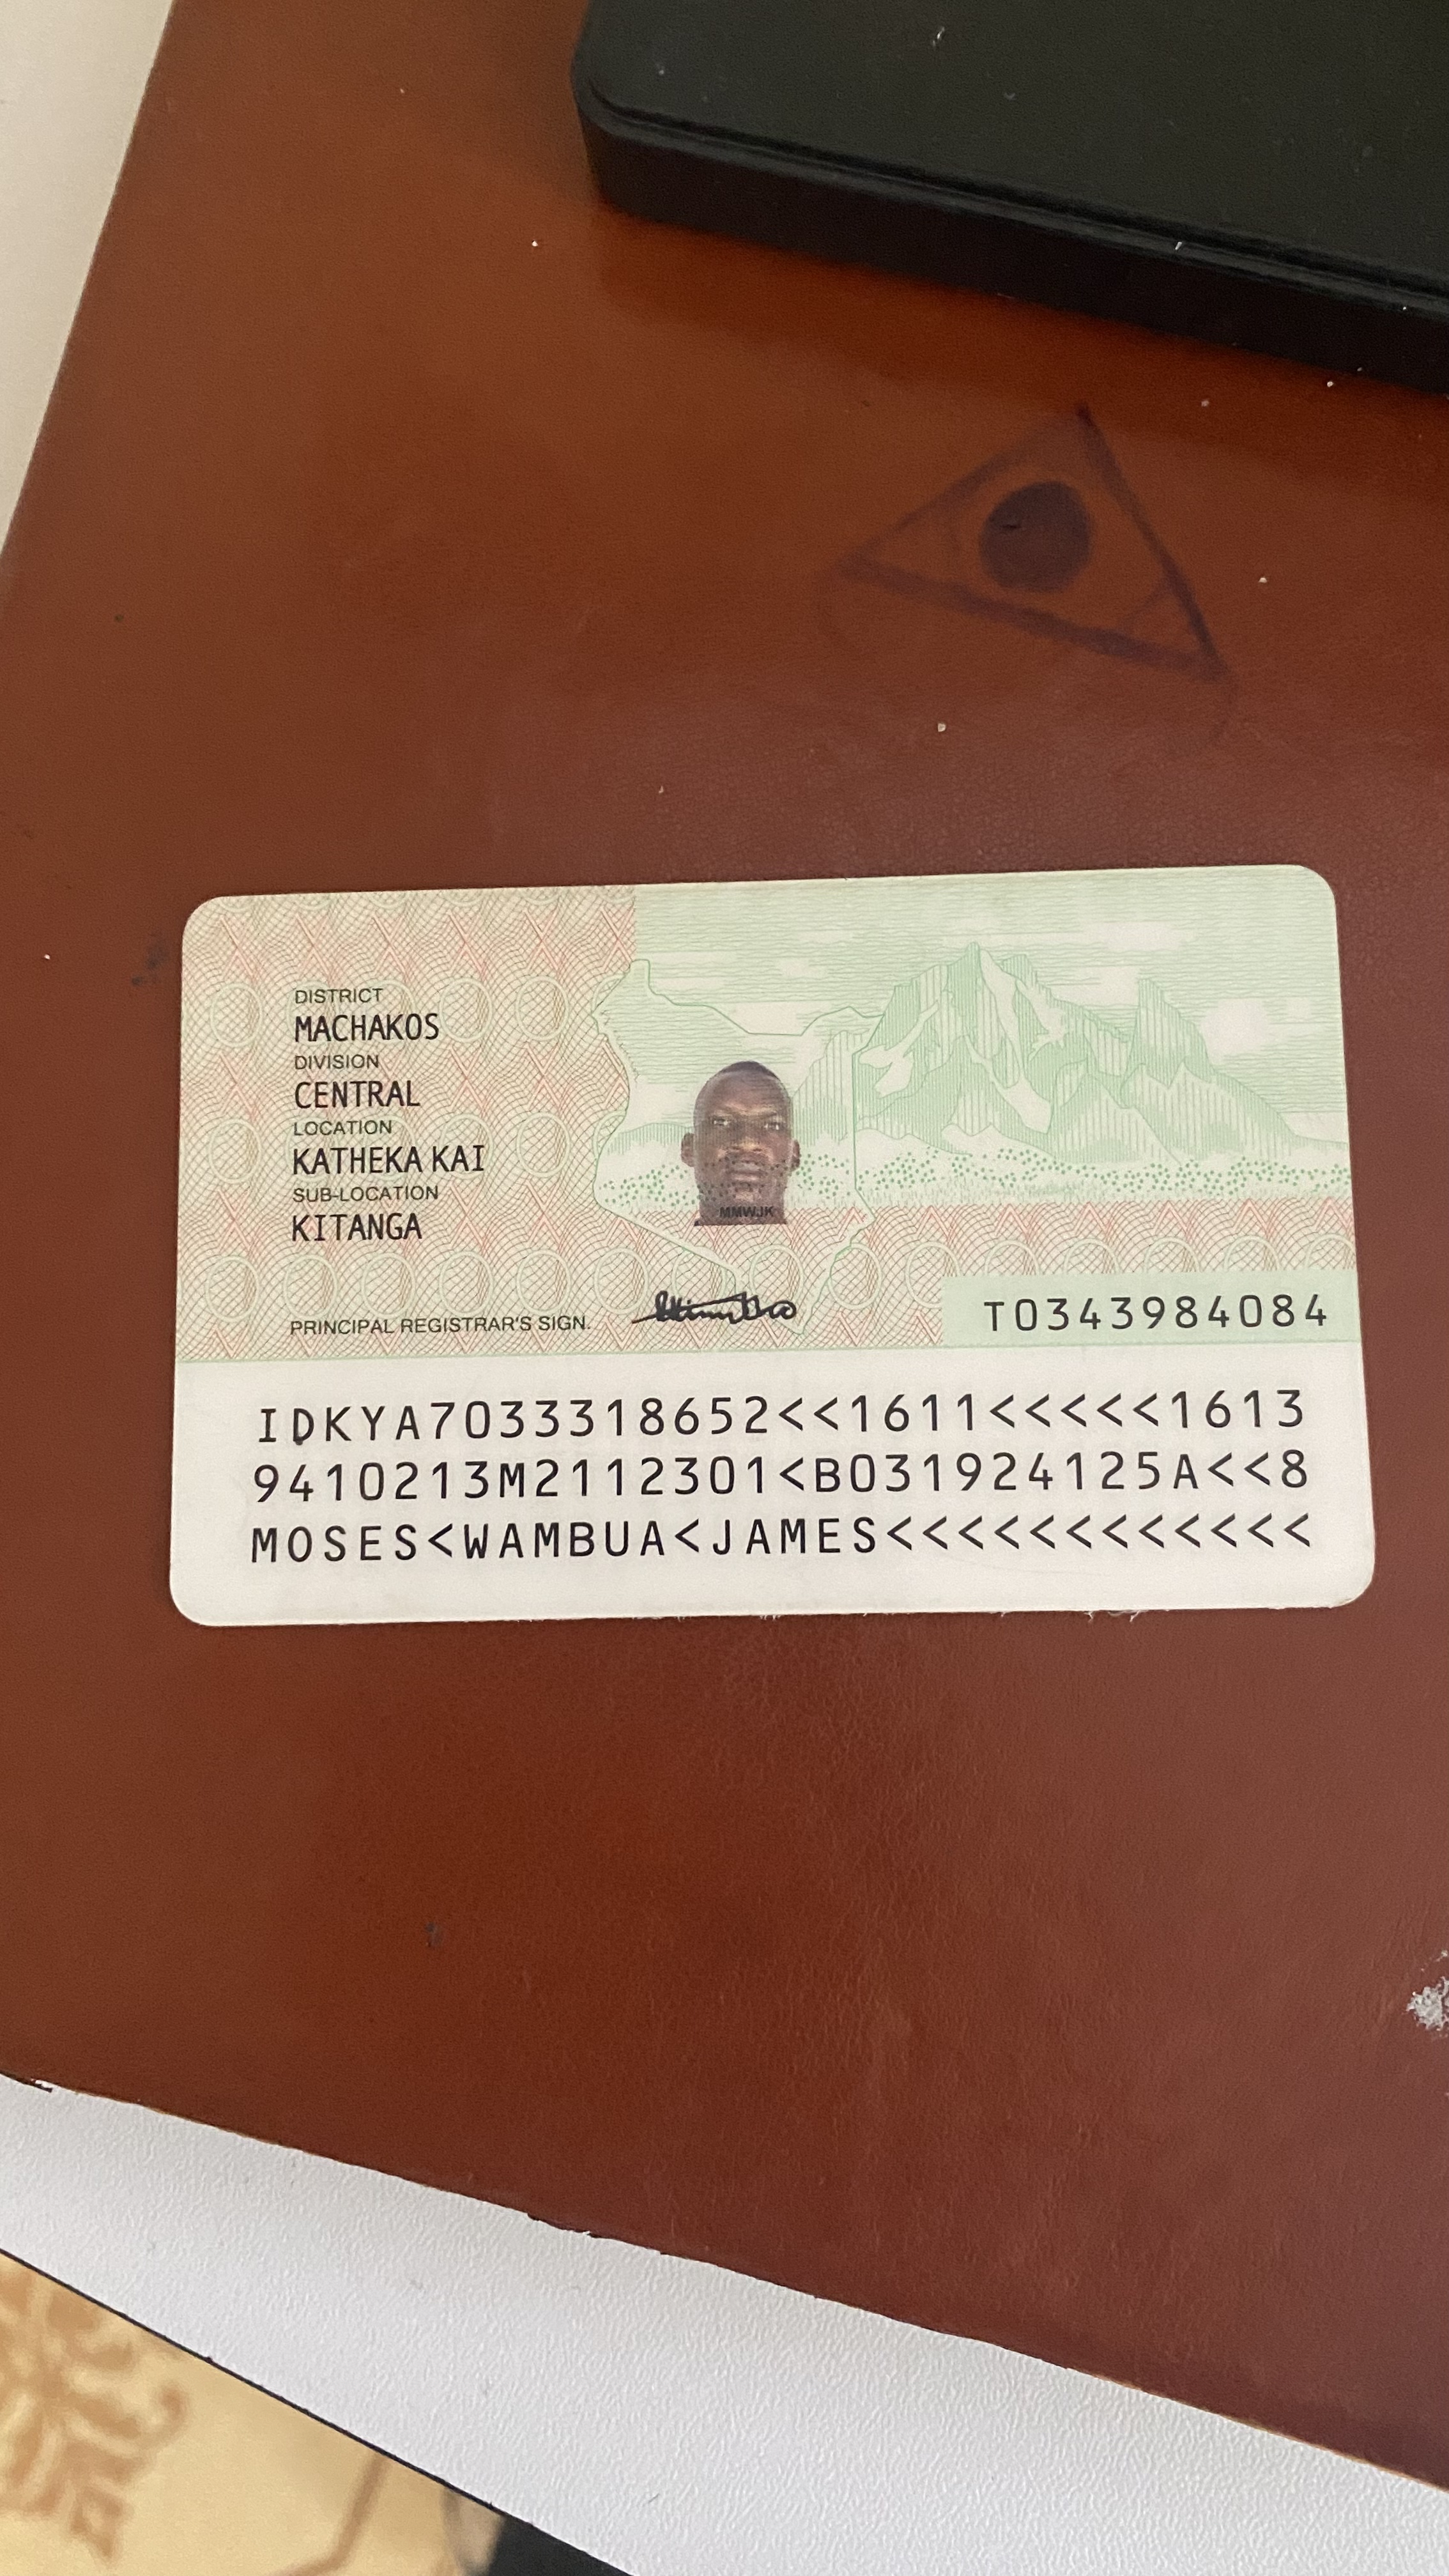 DISTRICT
MACHAKOS
DIVISION
CENTRAL
LOCATION
KATHEKA KAI
SUB-LOCATION
KITANGA
MMWJK
PRINCIPAL REGISTRAR'S SIGN.
T0343984084
IDKYA7033318652<<1611<<<<<1613
9410213M2112301<B031924125A<<8
MOSES<WAMBUA<JAMES<<<<<<<<<<<<